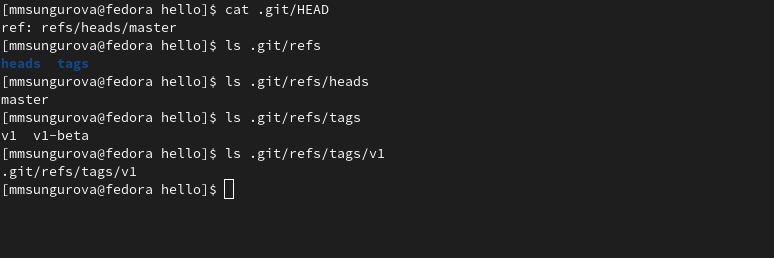 [mmsungurova@fedora hello]$ cat .git/HEAD
ref: refs/heads/master
[mmsungurova@fedora hello]$ ls .git/refs
heads  tags
[mmsungurova@fedora hello]$ ls .git/refs/heads
master
[mmsungurova@fedora hello]$ ls .git/refs/tags
v1  v1-beta
[mmsungurova@fedora hello]$ ls .git/refs/tags/v1
.git/refs/tags/v1
[mmsungurova@fedora hello]$